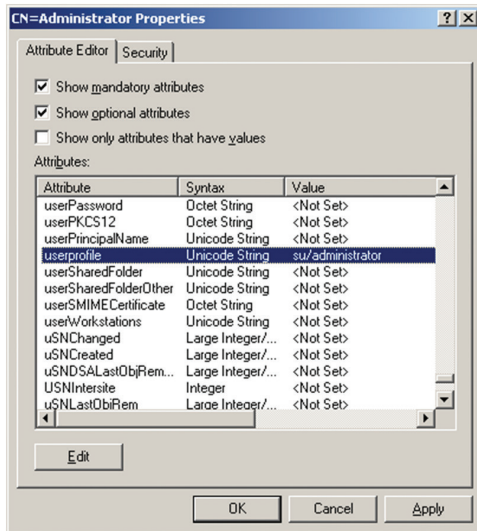 CN=Administrator Properties
Attribute Editor Security
Show mandatory attributes
Show optional attributes
Show only attributes that have values
Attributes:
Attribute Syntax Value
userPassword Octet String <Not Set>
userPKCS12 Octet String <Not Set>
userPrincipalName Unicode String <Not Set>
userprofile Unicode String su/administrator
userSharedFolder Unicode String <Not Set>
userSharedFolderOther Unicode String <Not Set>
userSMIMECertificate Octet String <Not Set>
userWorkstations Unicode String <Not Set>
uSNChanged Large Integer/... <Not Set>
uSNCreated Large Integer/... <Not Set>
uSNDSALastObjRem... Large Integer/... <Not Set>
USNIntersite Integer <Not Set>
uSNLastObjRem Large Integer/... <Not Set>
Edit
OK Cancel Apply